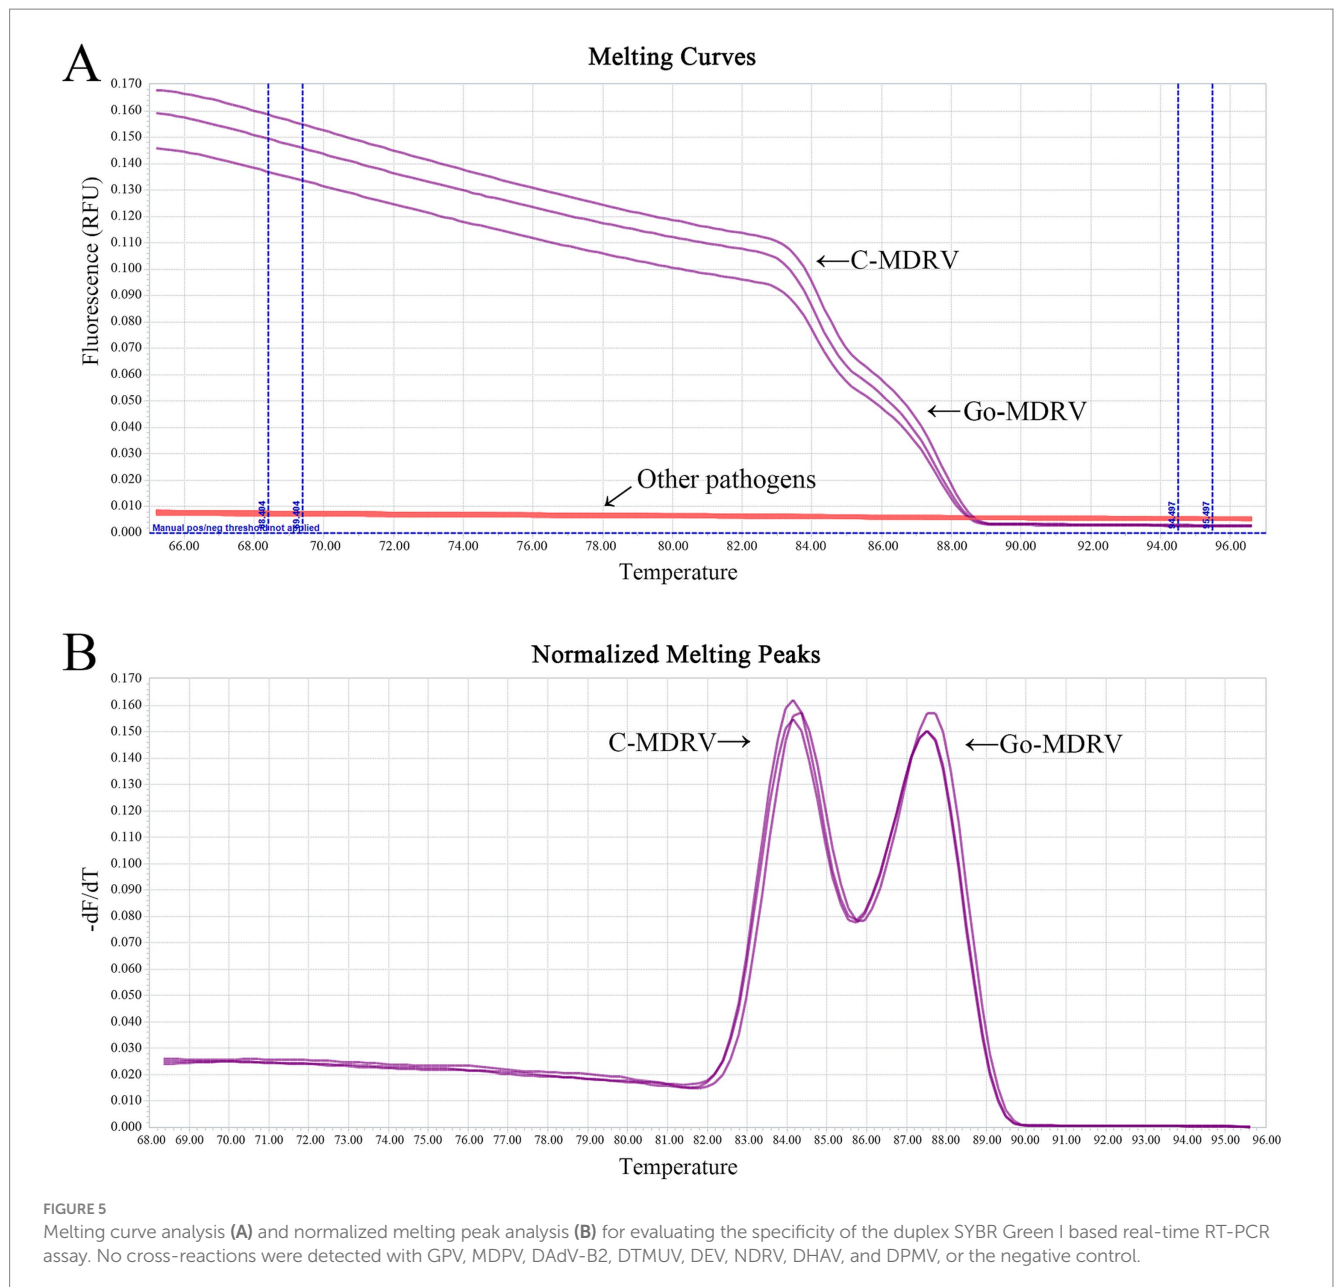 A
Melting Curves
0.170
0.160
0.150
0.140
0.130
0.120
0.110
0.100
0.090
0.080
0.070
0.060
0.050
0.040
0.030
0.020
0.010
0.000
Fluorescence (RFU)
←C-MDRV
←Go-MDRV
Other pathogens
69.404
94.497
95.497
Manual pos/neg threshold not applied
66.00 68.00 70.00 72.00 74.00 76.00 78.00 80.00 82.00 84.00 86.00 88.00 90.00 92.00 94.00 96.00
Temperature
B
Normalized Melting Peaks
0.170
0.160
0.150
0.140
0.130
0.120
0.110
0.100
0.090
0.080
0.070
0.060
0.050
0.040
0.030
0.020
0.010
0.000
-dF/dT
C-MDRV→
←Go-MDRV
68.00 69.00 70.00 71.00 72.00 73.00 74.00 75.00 76.00 77.00 78.00 79.00 80.00 81.00 82.00 83.00 84.00 85.00 86.00 87.00 88.00 89.00 90.00 91.00 92.00 93.00 94.00 95.00 96.00
Temperature
FIGURE 5
Melting curve analysis (A) and normalized melting peak analysis (B) for evaluating the specificity of the duplex SYBR Green I based real-time RT-PCR
assay. No cross-reactions were detected with GPV, MDPV, DAdV-B2, DTMUV, DEV, NDRV, DHAV, and DPMV, or the negative control.